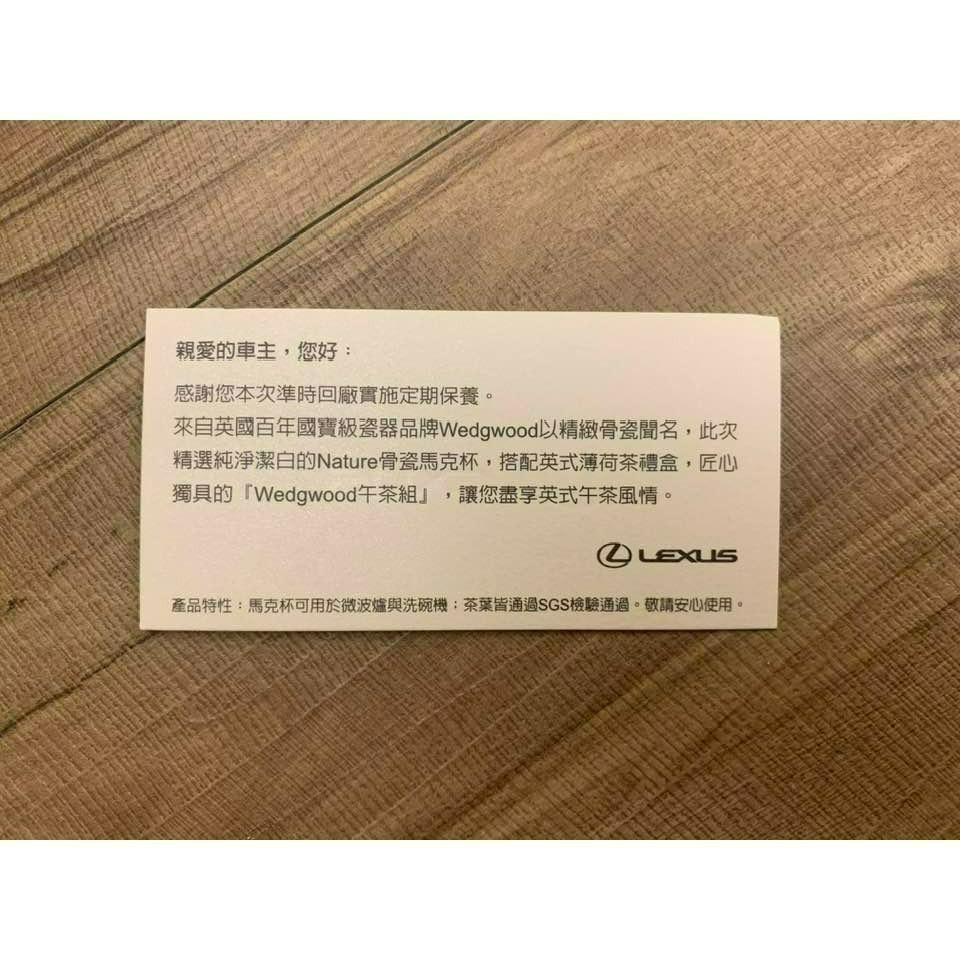 親愛的車主，您好：
感謝您本次準時回廠實施定期保養。
來自英國百年國寶級瓷器品牌Wedgwood以精緻骨瓷聞名，此次
精選純淨潔白的Nature骨瓷馬克杯，搭配英式薄荷茶禮盒，匠心
獨具的『Wedgwood午茶組』，讓您盡享英式午茶風情。
LEXUS
產品特性：馬克杯可用於微波爐與洗碗機；茶葉皆通過SGS檢驗通過。敬請安心使用。